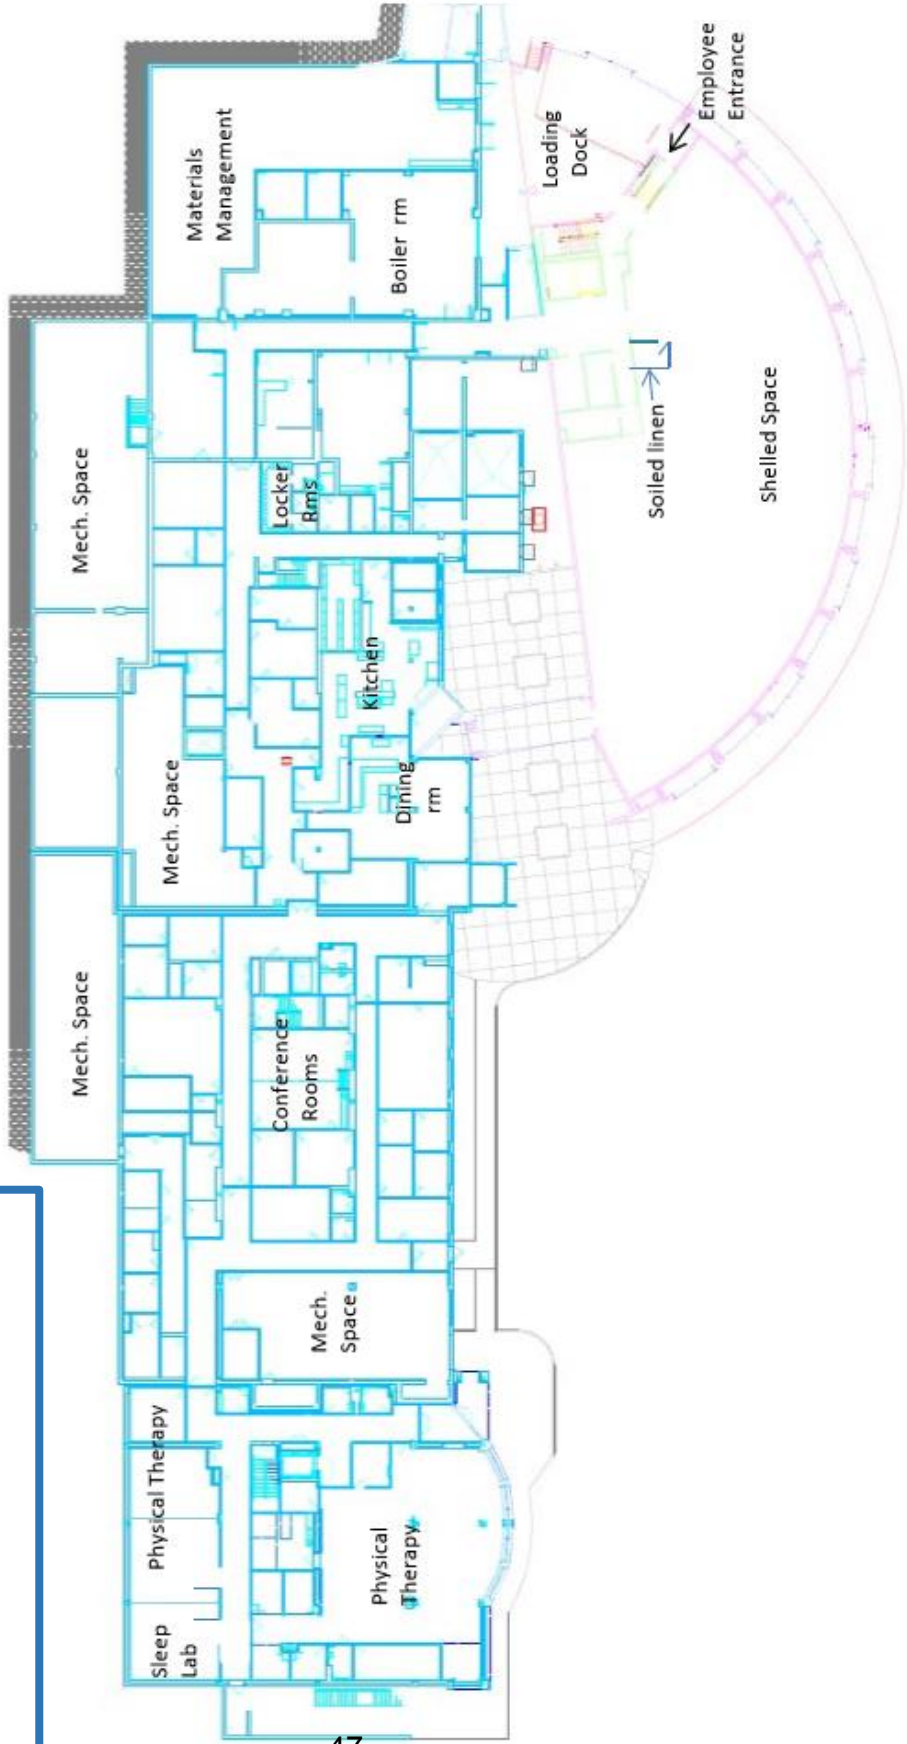 Mech. Space
Mech. Space
Sleep
Lab
Physical Therapy
Mech. Space
Materials
Management
Conference
Rooms
Locker
Rms
Mech.
Space
Physical
Therapy
Kitchen
Dining
rm
Boiler rm
Loading
Dock
Employee
Entrance
Soiled linen
Shelled Space
47